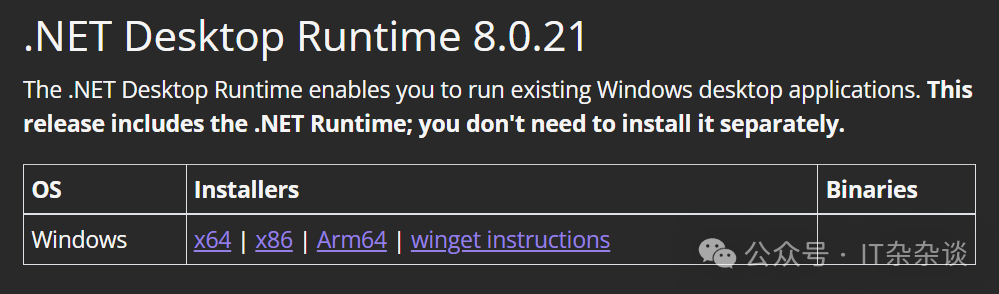 .NET Desktop Runtime 8.0.21
The .NET Desktop Runtime enables you to run existing Windows desktop applications. This
release includes the .NET Runtime; you don't need to install it separately.
OS Installers Binaries
Windows x64 | x86 | Arm64 | winget instructions
公众号 · IT杂杂谈